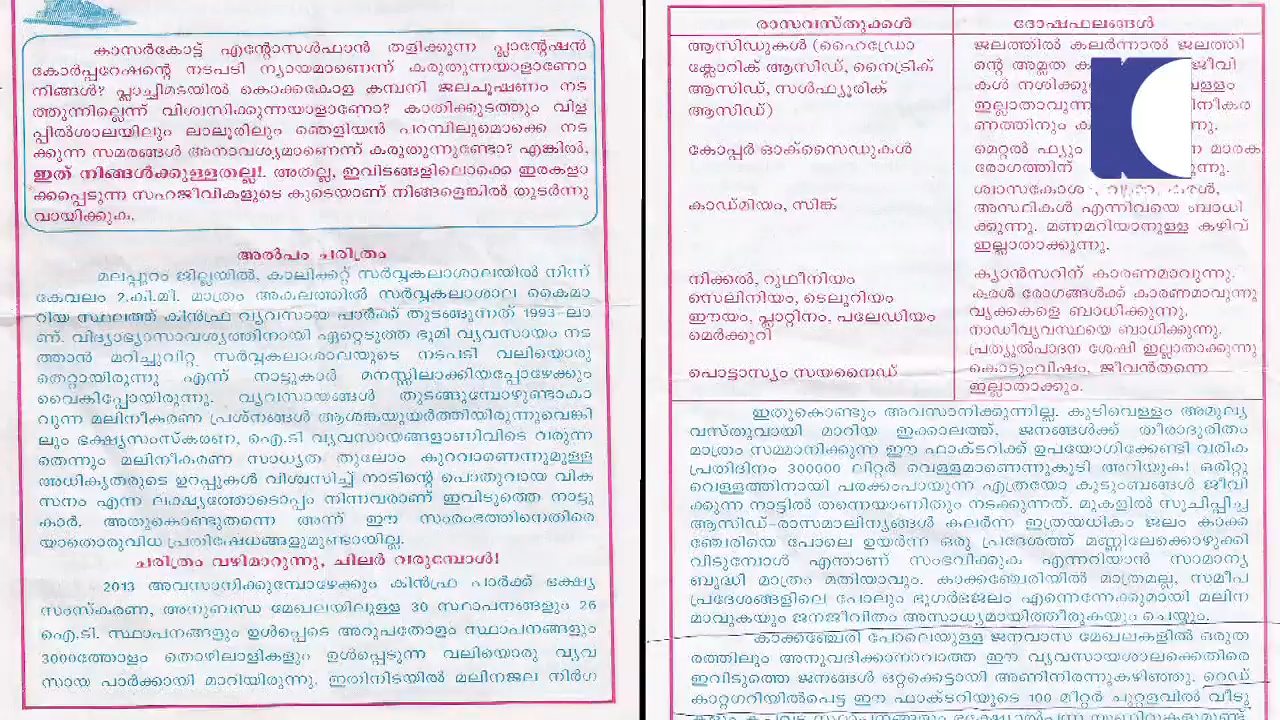 കാസർകോട്ട് എന്റോസൾഫാൻ തളിക്കുന്ന പ്ലാന്റേഷൻ
കോർപ്പറേഷന്റെ നടപടി ന്യായമാണെന്ന് കരുതുന്നയാളാണോ
നിങ്ങൾ? പ്ലാച്ചിമടയിൽ കൊക്കകോള കമ്പനി ജലചൂഷണം നട
ത്തുന്നില്ലെന്ന് വിശ്വസിക്കുന്നയാളാണോ? കാതിക്കുടത്തും വിള
പ്പിൽശാലയിലും ലാലൂരിലും ഞെളിയൻ പറമ്പിലുമൊക്കെ നട
ക്കുന്ന സമരങ്ങൾ അനാവശ്യമാണെന്ന് കരുതുന്നുണ്ടോ? എങ്കിൽ,
ഇത് നിങ്ങൾക്കുള്ളതല്ല!. അതല്ല, ഇവിടങ്ങളിലൊക്കെ ഇരകളാ
ക്കപ്പെടുന്ന സഹജീവികളുടെ കൂടെയാണ് നിങ്ങളെങ്കിൽ തുടർന്നു
വായിക്കുക.
അൽപം ചരിത്രം
മലപ്പുറം ജില്ലയിൽ, കാലിക്കറ്റ് സർവ്വകലാശാലയിൽ നിന്ന്
കേവലം 2.കി.മീ. മാത്രം അകലത്തിൽ സർവ്വകലാശാല കൈമാ
റിയ സ്ഥലത്ത് കിൻഫ്ര വ്യവസായ പാർക്ക് തുടങ്ങുന്നത് 1993-ലാ
ണ്. വിദ്യാഭ്യാസാവശ്യത്തിനായി ഏറ്റെടുത്ത ഭൂമി വ്യവസായം നട
ത്താൻ മറിച്ചുവിറ്റ സർവ്വകലാശാലയുടെ നടപടി വലിയൊരു
തെറ്റായിരുന്നു എന്ന് നാട്ടുകാർ മനസ്സിലാക്കിയപ്പോഴേക്കും
വൈകിപ്പോയിരുന്നു. വ്യവസായങ്ങൾ തുടങ്ങുമ്പോഴുണ്ടാകാ
വുന്ന മലിനീകരണ പ്രശ്നങ്ങൾ ആശങ്കയുയർത്തിയിരുന്നുവെങ്കി
ലും ഭക്ഷ്യസംസ്കരണ, ഐ.ടി വ്യവസായങ്ങളാണിവിടെ വരുന്ന
തെന്നും മലിനീകരണ സാധ്യത തുലോം കുറവാണെന്നുമുള്ള
അധികൃതരുടെ ഉറപ്പുകൾ വിശ്വസിച്ച് നാടിന്റെ പൊതുവായ വിക
സനം എന്ന ലക്ഷ്യത്തോടൊപ്പം നിന്നവരാണ് ഇവിടുത്തെ നാട്ടു
കാർ. അതുകൊണ്ടുതന്നെ അന്ന് ഈ സംരംഭത്തിനെതിരെ
യാതൊരുവിധ പ്രതിഷേധങ്ങളുമുണ്ടായില്ല.
ചരിത്രം വഴിമാറുന്നു, ചിലർ വരുമ്പോൾ!
2013 അവസാനിക്കുമ്പോഴേക്കും കിൻഫ്ര പാർക്ക് ഭക്ഷ്യ
സംസ്കരണ, അനുബന്ധ മേഖലയിലുള്ള 30 സ്ഥാപനങ്ങളും 26
ഐ.ടി. സ്ഥാപനങ്ങളും ഉൾപ്പെടെ അറുപതോളം സ്ഥാപനങ്ങളും
3000ത്തോളം തൊഴിലാളികളും ഉൾപ്പെടുന്ന വലിയൊരു വ്യവ
സായ പാർക്കായി മാറിയിരുന്നു. ഇതിനിടയിൽ മലിനജല നിർഗ
രാസവസ്തുക്കൾ
ദോഷഫലങ്ങൾ
ആസിഡുകൾ (ഹൈഡ്രോ
ക്ലോറിക് ആസിഡ്, നൈട്രിക്
ആസിഡ്, സൾഫ്യൂരിക്
ആസിഡ്)
ജലത്തിൽ കലർന്നാൽ ജലത്തി
ന്റെ അമ്ലത ജീവി
കൾ
ഇല്ലാതാവുന്ന
ണത്തിനും
കോപ്പർ ഓക്സൈഡുകൾ
മെറ്റൽ ഫ്യൂം മാരക
രോഗത്തിന്
കാഡ്മിയം, സിങ്ക്
ശ്വാസകോശ
അസ്ഥികൾ എന്നിവയെ ബാധി
ക്കുന്നു. മണമറിയാനുള്ള കഴിവ്
ഇല്ലാതാക്കുന്നു.
നിക്കൽ, റുഥീനിയം
സെലിനിയം, ടെലൂറിയം
ഈയം, പ്ലാറ്റിനം, പലേഡിയം
മെർക്കുറി
ക്യാൻസറിന് കാരണമാവുന്നു.
രോഗങ്ങൾക്ക് കാരണമാവുന്നു
വൃക്കകളെ ബാധിക്കുന്നു,
നാഡീവ്യവസ്ഥയെ ബാധിക്കുന്നു.
പ്രത്യുൽപാദന ശേഷി ഇല്ലാതാക്കുന്നു
പൊട്ടാസ്യം സയനൈഡ്
കൊടുംവിഷം, ജീവൻതന്നെ
ഇല്ലാതാക്കും.
ഇതുകൊണ്ടും അവസാനിക്കുന്നില്ല. കുടിവെള്ളം അമൂല്യ
വസ്തുവായി മാറിയ ഇക്കാലത്ത്, ജനങ്ങൾക്ക് തീരാദുരിതം
മാത്രം സമ്മാനിക്കുന്ന ഈ ഫാക്ടറിക്ക് ഉപയോഗിക്കേണ്ടി വരിക
പ്രതിദിനം 300000 ലിറ്റർ വെള്ളമാണെന്നുകൂടി അറിയുക! ഒരിറ്റു
വെള്ളത്തിനായി പരക്കംപായുന്ന എത്രയോ കുടുംബങ്ങൾ ജീവി
ക്കുന്ന നാട്ടിൽ തന്നെയാണിതും നടക്കുന്നത്. മുകളിൽ സൂചിപ്പിച്ച
ആസിഡ്-രാസമാലിന്യങ്ങൾ കലർന്ന ഇത്രയധികം ജലം കാക്ക
ഞ്ചേരിയെ പോലെ ഉയർന്ന ഒരു പ്രദേശത്ത് മണ്ണിലേക്കൊഴുക്കി
വിടുമ്പോൾ എന്താണ് സംഭവിക്കുക എന്നറിയാൻ സാമാന്യ
ബുദ്ധി മാത്രം മതിയാവും. കാക്കഞ്ചേരിയിൽ മാത്രമല്ല, സമീപ
പ്രദേശങ്ങളിലെ പോലും ഭൂഗർഭജലം എന്നെന്നേക്കുമായി മലിന
മാവുകയും ജനജീവിതം അസാധ്യമായിത്തീരുകയും ചെയ്യും.
കാക്കഞ്ചേരി പോലെയുള്ള ജനവാസ മേഖലകളിൽ ഒരുത
രത്തിലും അനുവദിക്കാനാവാത്ത ഈ വ്യവസായശാലക്കെതിരെ
ഇവിടുത്തെ ജനങ്ങൾ ഒറ്റക്കെട്ടായി അണിനിരന്നുകഴിഞ്ഞു. റെഡ്
കാറ്റഗറിയിൽപെട്ട ഈ ഫാക്ടറിയുടെ 100 മീറ്റർ ചുറ്റളവിൽ വീടു